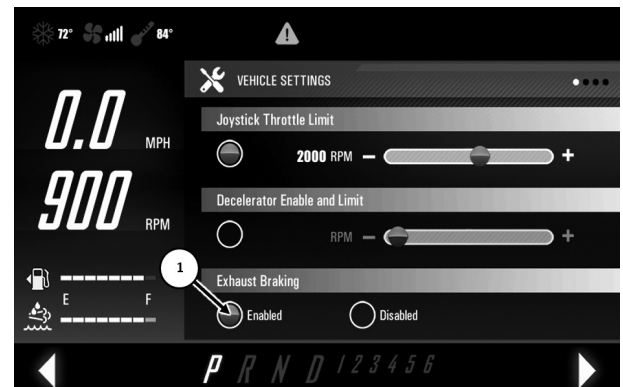 72° 84°
VEHICLE SETTINGS
0.0 MPH
900 RPM
E F
Joystick Throttle Limit
2000 RPM − +
Decelerator Enable and Limit
RPM − +
1
Exhaust Braking
Enabled Disabled
P R N D 1 2 3 4 5 6